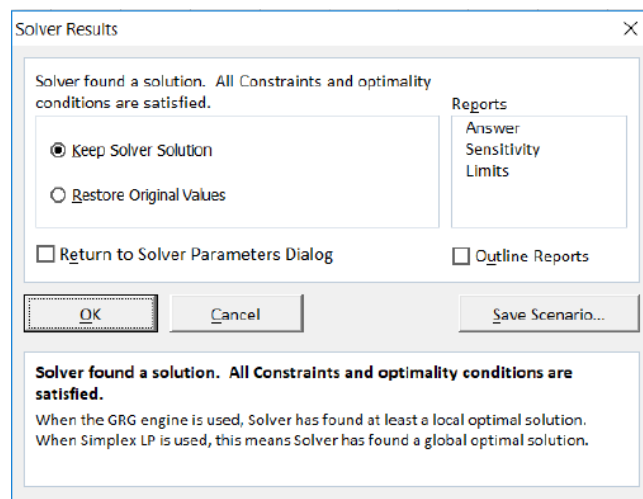 Solver Results
Solver found a solution. All Constraints and optimality
conditions are satisfied.
Reports
Answer
Sensitivity
Limits
Keep Solver Solution
Restore Original Values
Return to Solver Parameters Dialog
Outline Reports
OK
Cancel
Save Scenario...
Solver found a solution. All Constraints and optimality conditions are
satisfied.
When the GRG engine is used, Solver has found at least a local optimal solution.
When Simplex LP is used, this means Solver has found a global optimal solution.